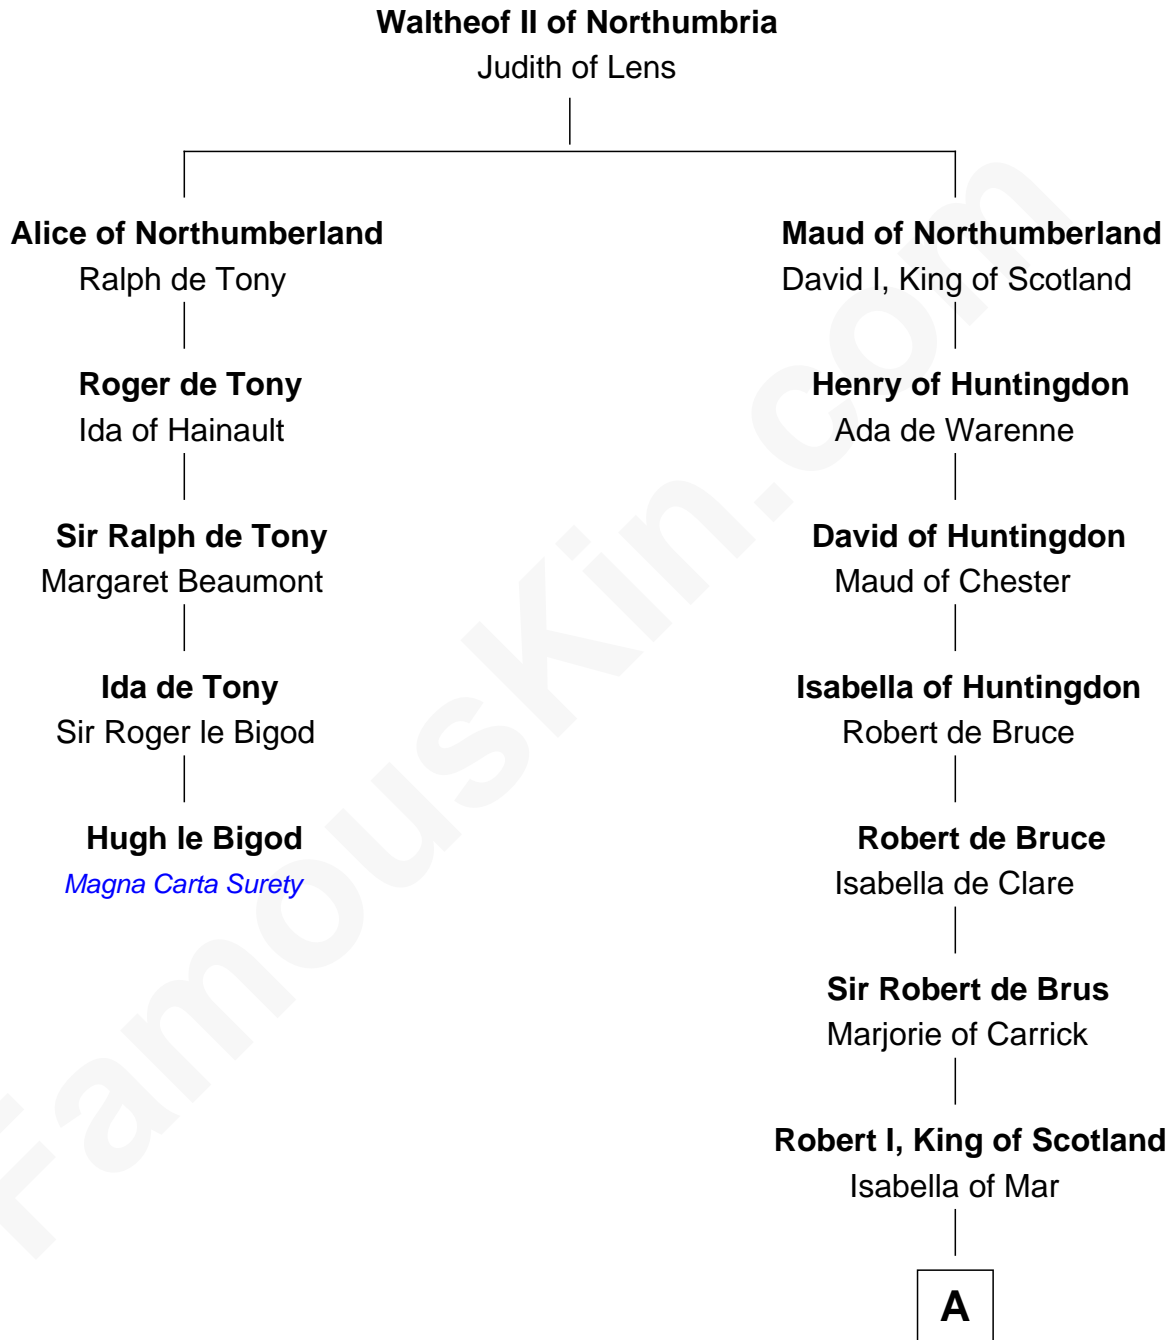 Waltheof II of Northumbria
Judith of Lens
Alice of Northumberland
Ralph de Tony
Roger de Tony
Ida of Hainault
Sir Ralph de Tony
Margaret Beaumont
Ida de Tony
Sir Roger le Bigod
Hugh le Bigod
Magna Carta Surety
Maud of Northumberland
David I, King of Scotland
Henry of Huntingdon
Ada de Warenne
David of Huntingdon
Maud of Chester
Isabella of Huntingdon
Robert de Bruce
Robert de Bruce
Isabella de Clare
Sir Robert de Brus
Marjorie of Carrick
Robert I, King of Scotland
Isabella of Mar
A
FamousKin.com